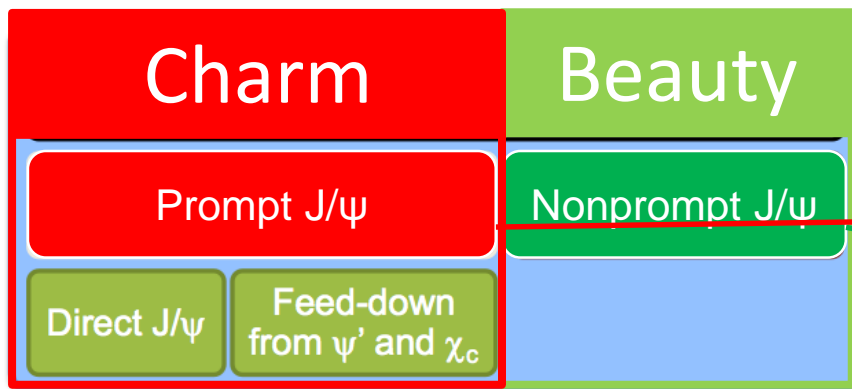 Charm
Beauty
Prompt J/ψ
Nonprompt J/ψ
Direct J/ψ
Feed-down
from ψ’ and χc